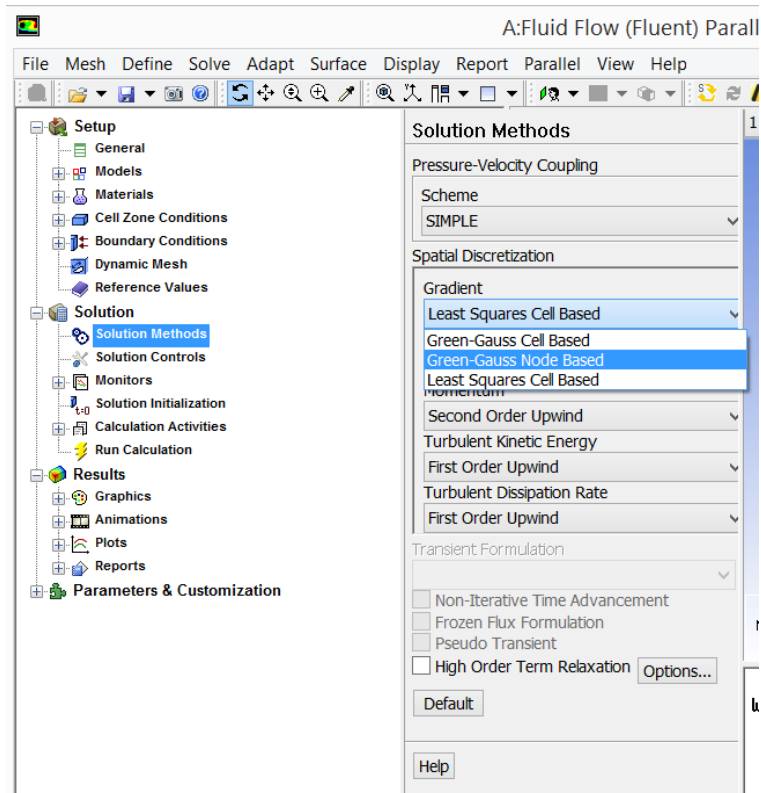 A:Fluid Flow (Fluent) Parall
File Mesh Define Solve Adapt Surface Display Report Parallel View Help
Setup
General
Models
Materials
Cell Zone Conditions
Boundary Conditions
Dynamic Mesh
Reference Values
Solution
Solution Methods
Solution Controls
Monitors
t=0 Solution Initialization
Calculation Activities
Run Calculation
Results
Graphics
Animations
Plots
Reports
Parameters & Customization
Solution Methods
Pressure-Velocity Coupling
Scheme
SIMPLE
Spatial Discretization
Gradient
Least Squares Cell Based
Green-Gauss Cell Based
Green-Gauss Node Based
Least Squares Cell Based
Momentum
Second Order Upwind
Turbulent Kinetic Energy
First Order Upwind
Turbulent Dissipation Rate
First Order Upwind
Transient Formulation
Non-Iterative Time Advancement
Frozen Flux Formulation
Pseudo Transient
High Order Term Relaxation Options...
Default
Help
1